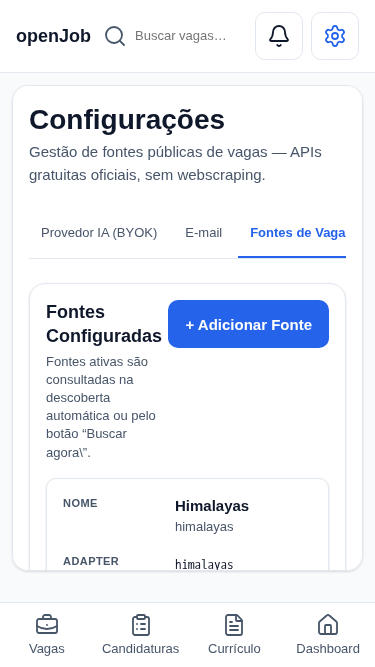 openJob
Buscar vagas…
Configurações
Gestão de fontes públicas de vagas — APIs
gratuitas oficiais, sem webscraping.
Provedor IA (BYOK)
E-mail
Fontes de Vaga
Fontes
Configuradas
+ Adicionar Fonte
Fontes ativas são
consultadas na
descoberta
automática ou pelo
botão “Buscar
agora\”.
NOME
Himalayas
himalayas
ADAPTER
himalayas
Vagas
Candidaturas
Currículo
Dashboard